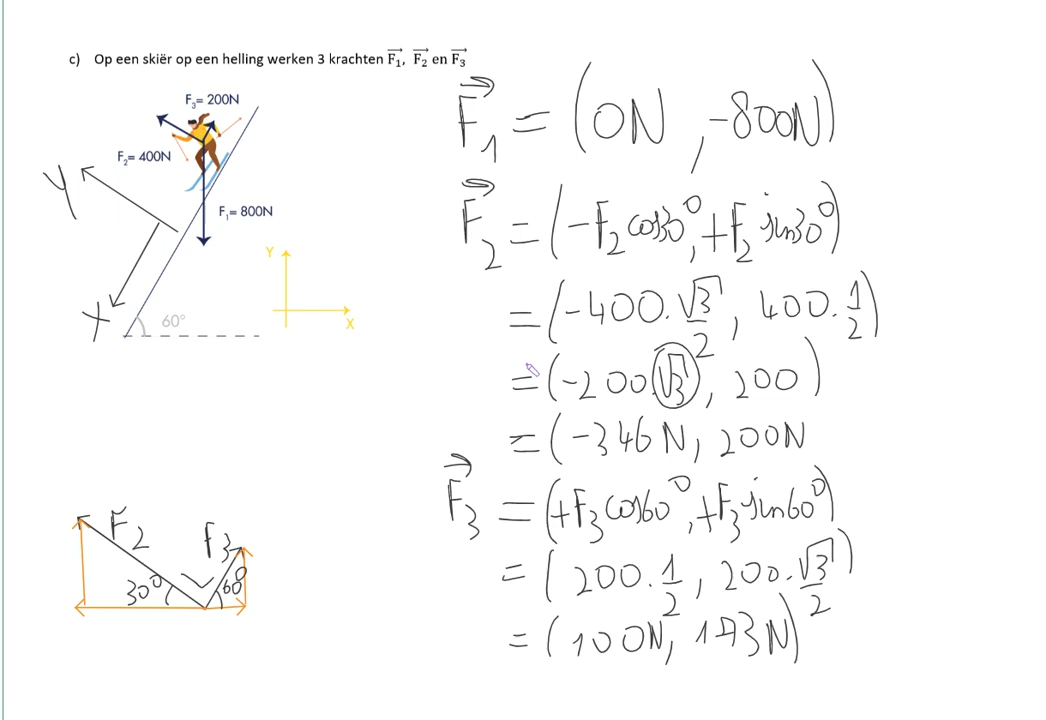 c) Op een skiër op een helling werken 3 krachten F₁, F₂ en F₃
F₃= 200N
F₂= 400N
F₁= 800N
Y
X
60°
Y
X
F₂
F₃
30°
60°
F₁ = (0N, -800N)
F₂ = (-F₂ cos30°, +F₂ sin30°)
= (-400.√3/2, 400.1/2)
= (-200.√3, 200)
= (-346N, 200N
F₃ = (+F₃ cos60°, +F₃ sin60°)
= (200.1/2, 200.√3/2)
= (100N, 173N)